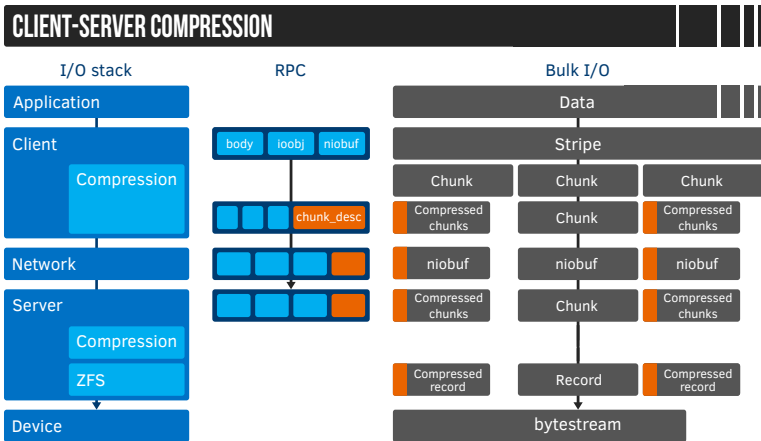 CLIENT-SERVER COMPRESSION
I/O stack
RPC
Bulk I/O
Application
Data
Client
body
ioobj
niobuf
Stripe
Compression
Chunk
Chunk
Chunk
chunk_desc
Compressed
chunks
Chunk
Compressed
chunks
Network
niobuf
niobuf
niobuf
Server
Compressed
chunks
Chunk
Compressed
chunks
Compression
ZFS
Compressed
record
Record
Compressed
record
Device
bytestream